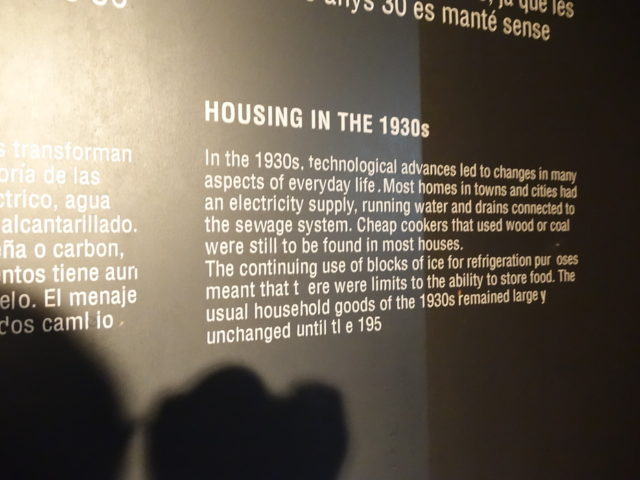 anys 30 es manté sense
HOUSING IN THE 1930s
In the 1930s, technological advances led to changes in many
aspects of everyday life. Most homes in towns and cities had
an electricity supply, running water and drains connected to
the sewage system. Cheap cookers that used wood or coal
were still to be found in most houses.
The continuing use of blocks of ice for refrigeration pur oses
meant that t ere were limits to the ability to store food. The
usual household goods of the 1930s remained large y
unchanged until tl e 195
s transforman
oría de las
ctrico, agua
alcantarillado.
eña o carbon,
entos tiene aun
elo. El menaje
dos caml io